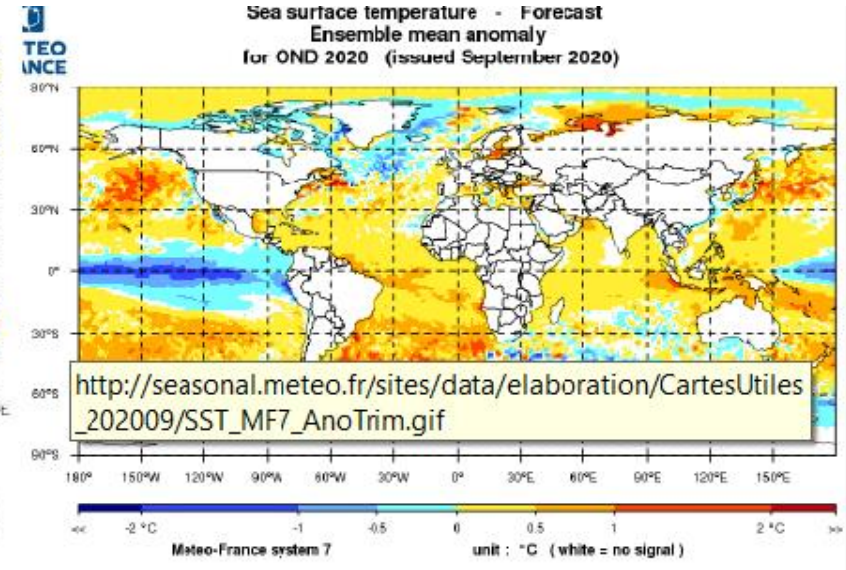 Sea surface temperature - Forecast
Ensemble mean anomaly
for OND 2020 (issued September 2020)
TEO
NCE
80°N
60°N
30°N
0°
30°S
60°S
90°S
http://seasonal.meteo.fr/sites/data/elaboration/CartesUtiles
_202009/SST_MF7_AnoTrim.gif
180° 150°W 120°W 90°W 60°W 30°W 0° 30°E 60°E 90°E 120°E 150°E
<< -2 °C -1 -0.5 0 0.5 1 2 °C >>
Meteo-France system 7 unit : °C ( white = no signal )